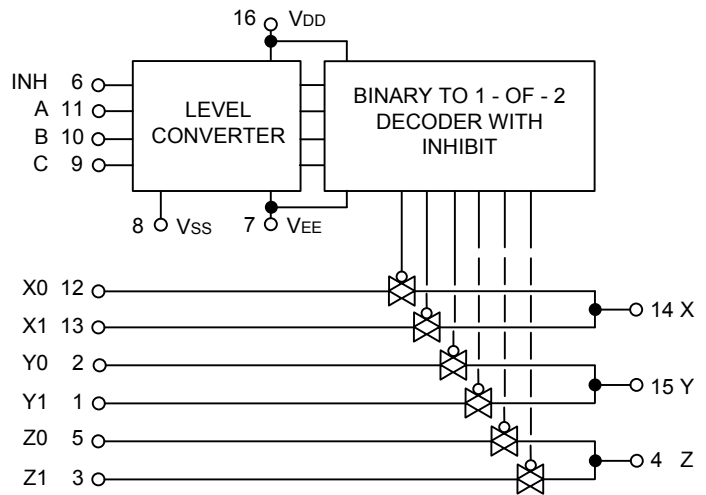 16 VDD
INH 6
A 11
B 10
C 9
LEVEL
CONVERTER
BINARY TO 1 - OF - 2
DECODER WITH
INHIBIT
8 VSS
7 VEE
X0 12
X1 13
14 X
Y0 2
Y1 1
15 Y
Z0 5
Z1 3
4 Z